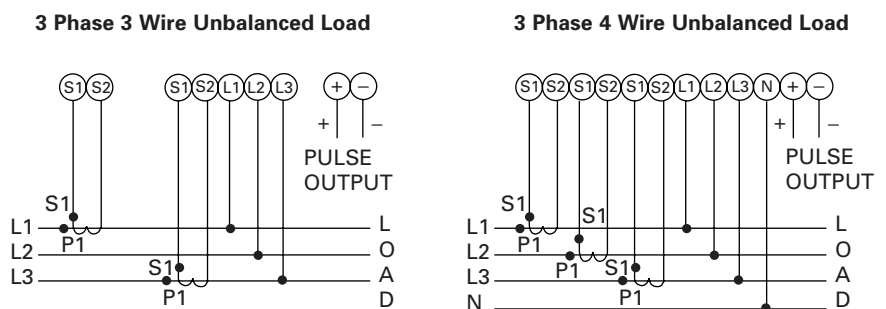 3 Phase 3 Wire Unbalanced Load
S1 S2 S1 S2 L1 L2 L3 + −
+ −
PULSE
OUTPUT
S1
L1 L
P1
L2 O
S1
L3 A
P1 D
3 Phase 4 Wire Unbalanced Load
S1 S2 S1 S2 S1 S2 L1 L2 L3 N + −
+ −
PULSE
OUTPUT
S1 S1
L1 L
P1
L2 O
P1 S1
L3 A
P1
N D